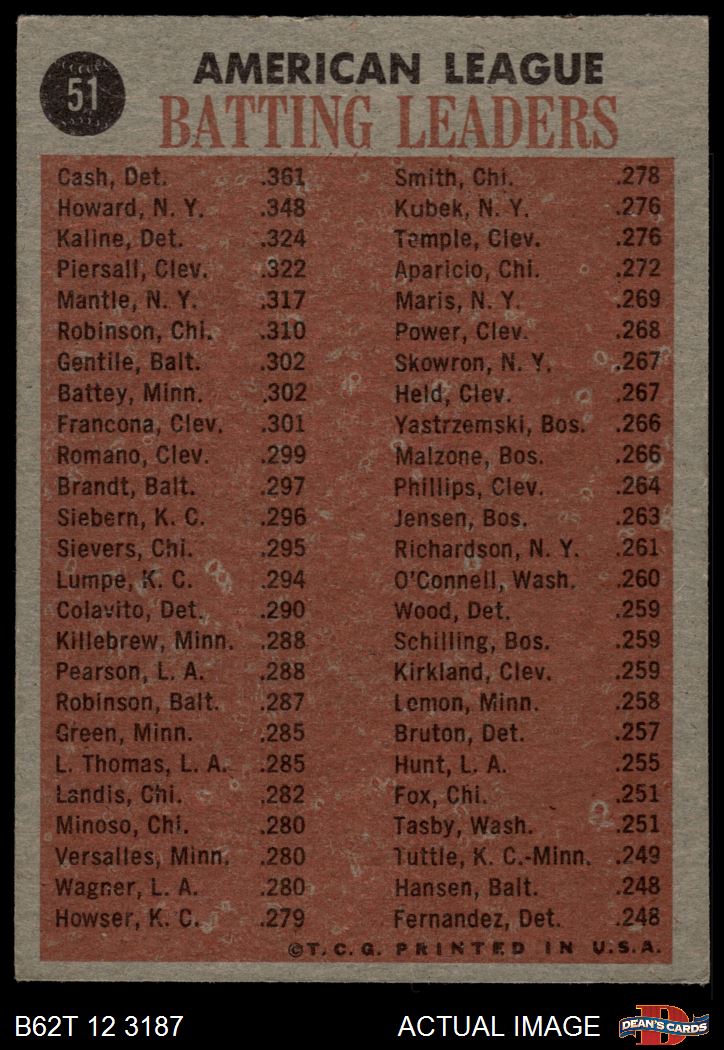 51
AMERICAN LEAGUE
BATTING LEADERS
Cash, Det. .361
Howard, N. Y. .348
Kaline, Det. .324
Piersall, Clev. .322
Mantle, N. Y. .317
Robinson, Chi. .310
Gentile, Balt. .302
Battey, Minn. .302
Francona, Clev. .301
Romano, Clev. .299
Brandt, Balt. .297
Siebern, K. C. .296
Sievers, Chi. .295
Lumpe, K. C. .294
Colavito, Det. .290
Killebrew, Minn. .288
Pearson, L. A. .288
Robinson, Balt. .287
Green, Minn. .285
L. Thomas, L. A. .285
Landis, Chi. .282
Minoso, Chi. .280
Versalles, Minn. .280
Wagner, L. A. .280
Howser, K. C. .279
Smith, Chi. .278
Kubek, N. Y. .276
Temple, Clev. .276
Aparicio, Chi. .272
Maris, N. Y. .269
Power, Clev. .268
Skowron, N. Y. .267
Held, Clev. .267
Yastrzemski, Bos. .266
Malzone, Bos. .266
Phillips, Clev. .264
Jensen, Bos. .263
Richardson, N. Y. .261
O'Connell, Wash. .260
Wood, Det. .259
Schilling, Bos. .259
Kirkland, Clev. .259
Lemon, Minn. .258
Bruton, Det. .257
Hunt, L. A. .255
Fox, Chi. .251
Tasby, Wash. .251
Tuttle, K. C.-Minn. .249
Hansen, Balt. .248
Fernandez, Det. .248
©T.C.G. PRINTED IN U.S.A.
B62T 12 3187 ACTUAL IMAGE
D
DEAN'S CARDS